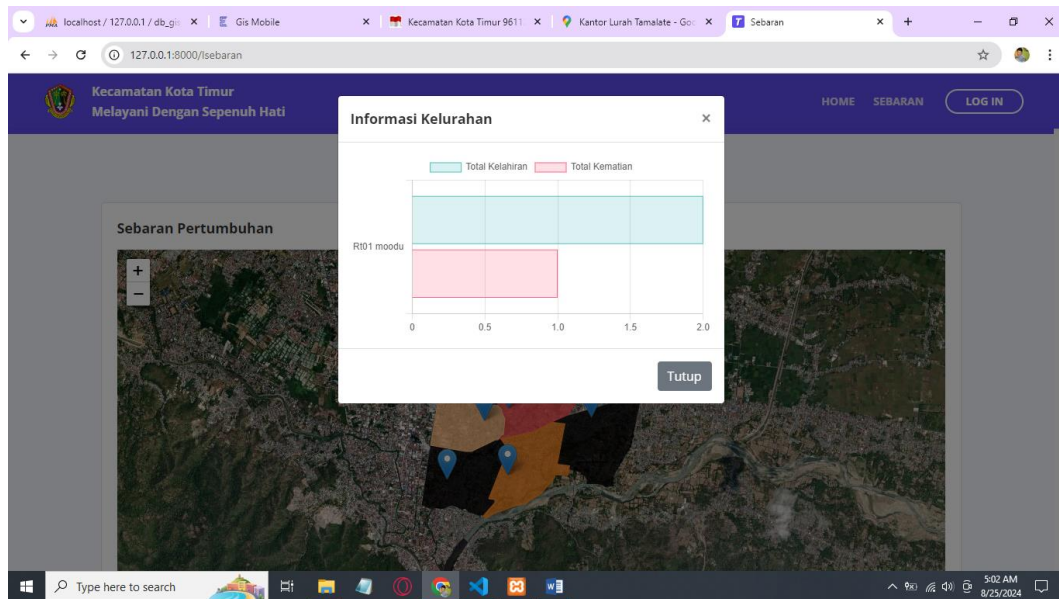 localhost / 127.0.0.1 / db_gis
Gis Mobile
Kecamatan Kota Timur 9611
Kantor Lurah Tamalate - Goo
Sebaran
127.0.0.1:8000/lsebaran
Kecamatan Kota Timur
Melayani Dengan Sepenuh Hati
HOME SEBARAN LOG IN
Informasi Kelurahan ×
Total Kelahiran Total Kematian
Rt01 moodu
0 0.5 1.0 1.5 2.0
Tutup
Sebaran Pertumbuhan
+
−
Type here to search
5:02 AM
8/25/2024